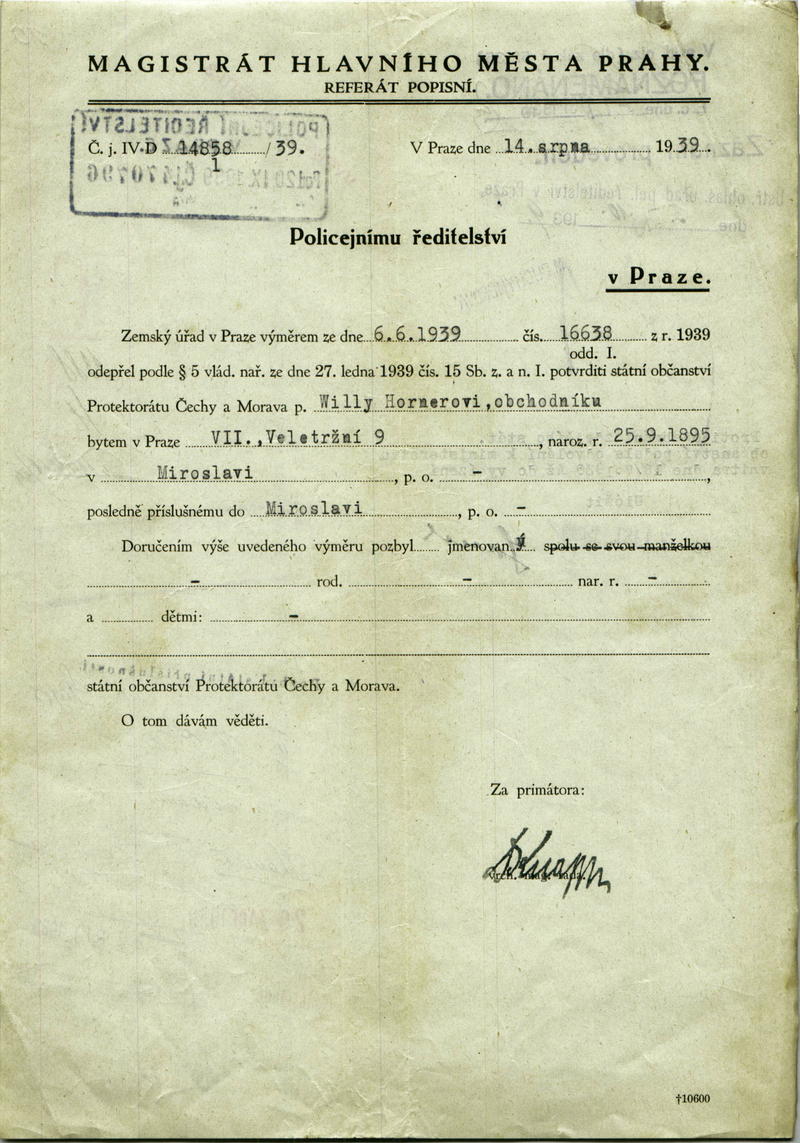 MAGISTRÁT HLAVNÍHO MĚSTA PRAHY.
REFERÁT POPISNÍ.
Č. j. IV-D 14858/39.
1
V Praze dne 14. srpna 1939.
Policejnímu ředitelství
v Praze.
Zemský úřad v Praze výměrem ze dne 6.6.1939 čís. 16638 z r. 1939
odd. I.
odepřel podle § 5 vlád. nař. ze dne 27. ledna 1939 čís. 15 Sb. z. a n. I. potvrditi státní občanství
Protektorátu Čechy a Morava p. Willy Hornerovi, obchodníku
bytem v Praze VII., Veletržní 9, naroz. r. 25.9.1895
v Miroslavi, p. o. -,
posledně příslušnému do Miroslavi, p. o. -
Doručením výše uvedeného výměru pozbyl jmenovan ý spolu se svou manželkou
- rod. - nar. r. -
a dětmi: -
státní občanství Protektorátu Čechy a Morava.
O tom dávám věděti.
Za primátora:
†10600